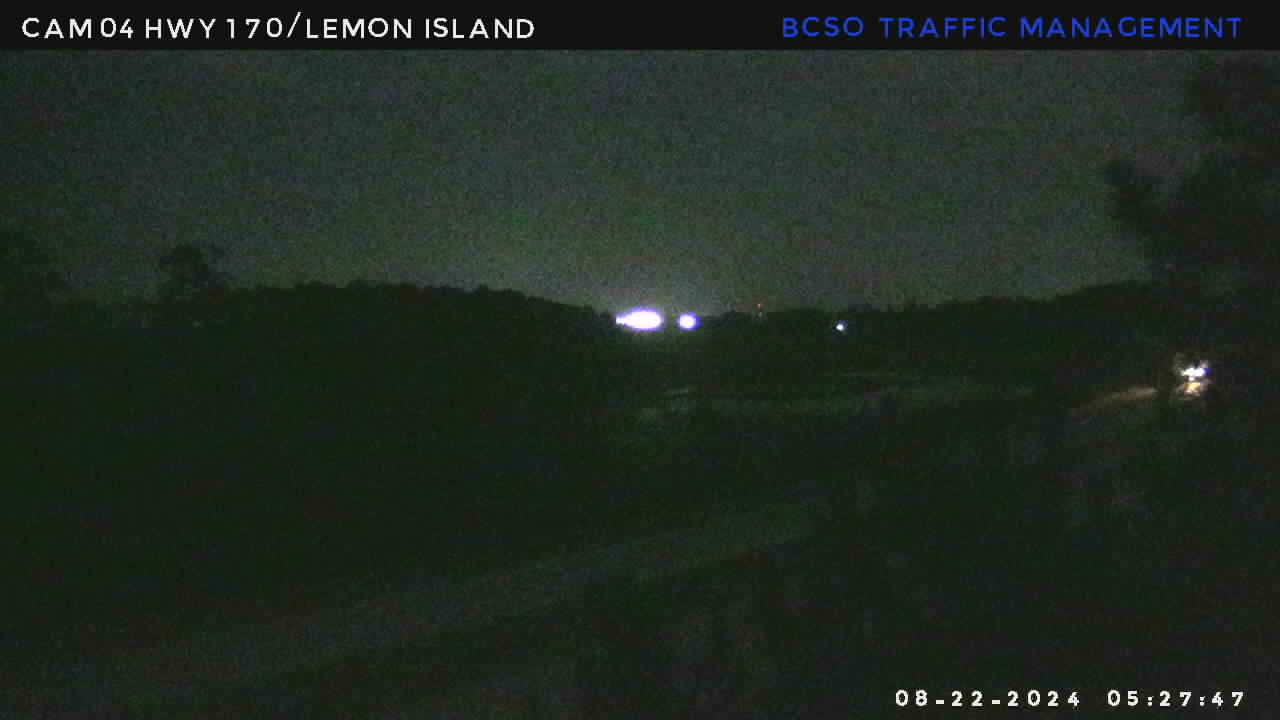 CAM04 HWY 170/LEMON ISLAND
BCSO TRAFFIC MANAGEMENT
08-22-2024 05:27:47